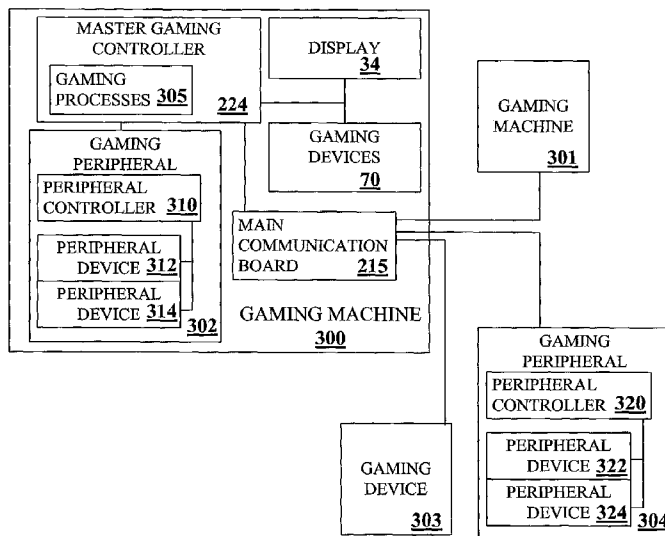 MASTER GAMING
CONTROLLER
GAMING
PROCESSES 305
224
DISPLAY
34
GAMING
DEVICES
70
GAMING
MACHINE
301
GAMING
PERIPHERAL
PERIPHERAL
CONTROLLER 310
PERIPHERAL
DEVICE 312
PERIPHERAL
DEVICE 314
302
MAIN
COMMUNICATION
BOARD 215
GAMING MACHINE
300
GAMING
DEVICE
303
GAMING
PERIPHERAL
PERIPHERAL
CONTROLLER 320
PERIPHERAL
DEVICE 322
PERIPHERAL
DEVICE 324
304